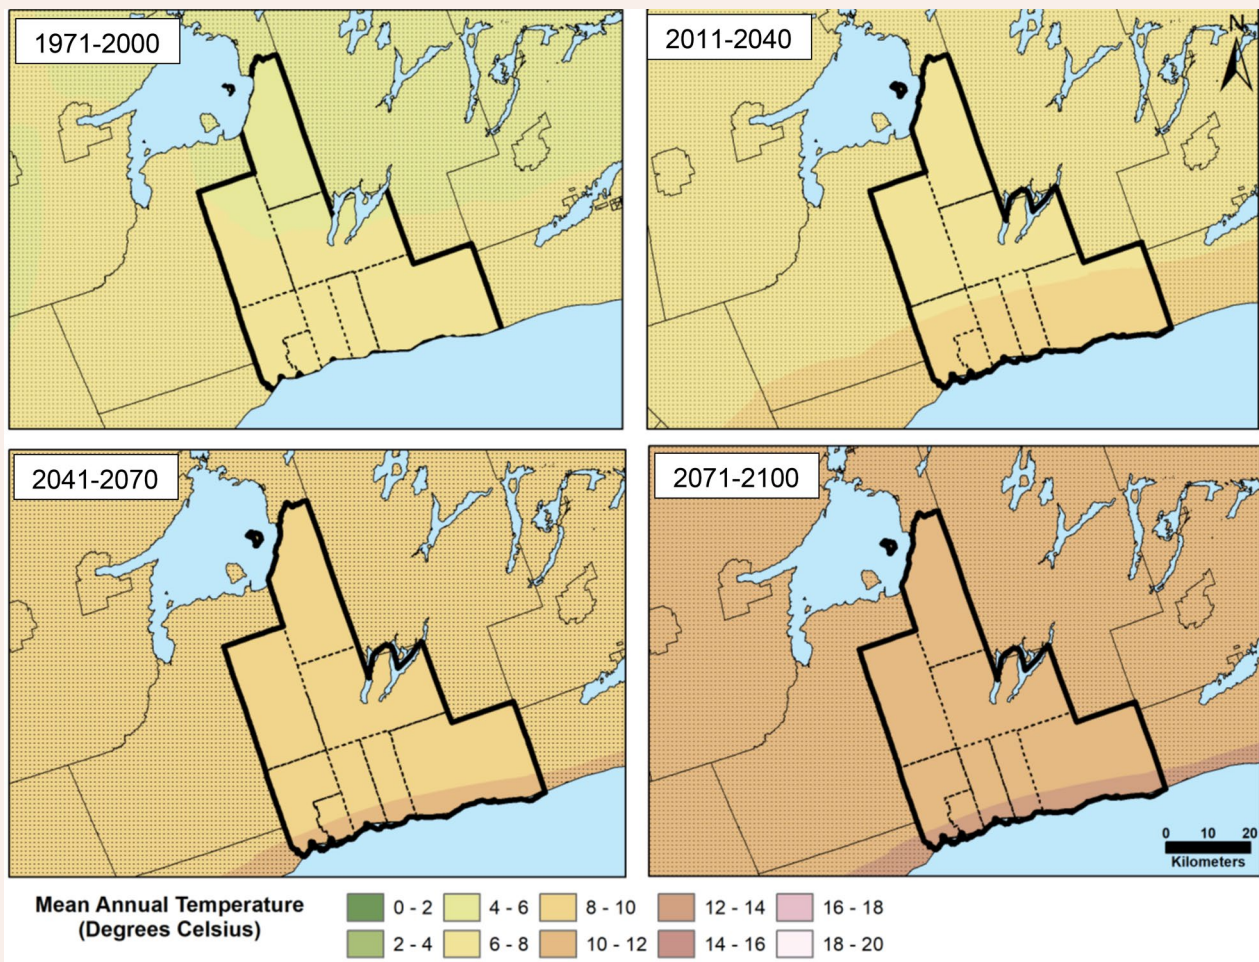 1971-2000
2011-2040
N
2041-2070
2071-2100
0 10 20
Kilometers
Mean Annual Temperature
(Degrees Celsius)
0 - 2
4 - 6
8 - 10
12 - 14
16 - 18
2 - 4
6 - 8
10 - 12
14 - 16
18 - 20